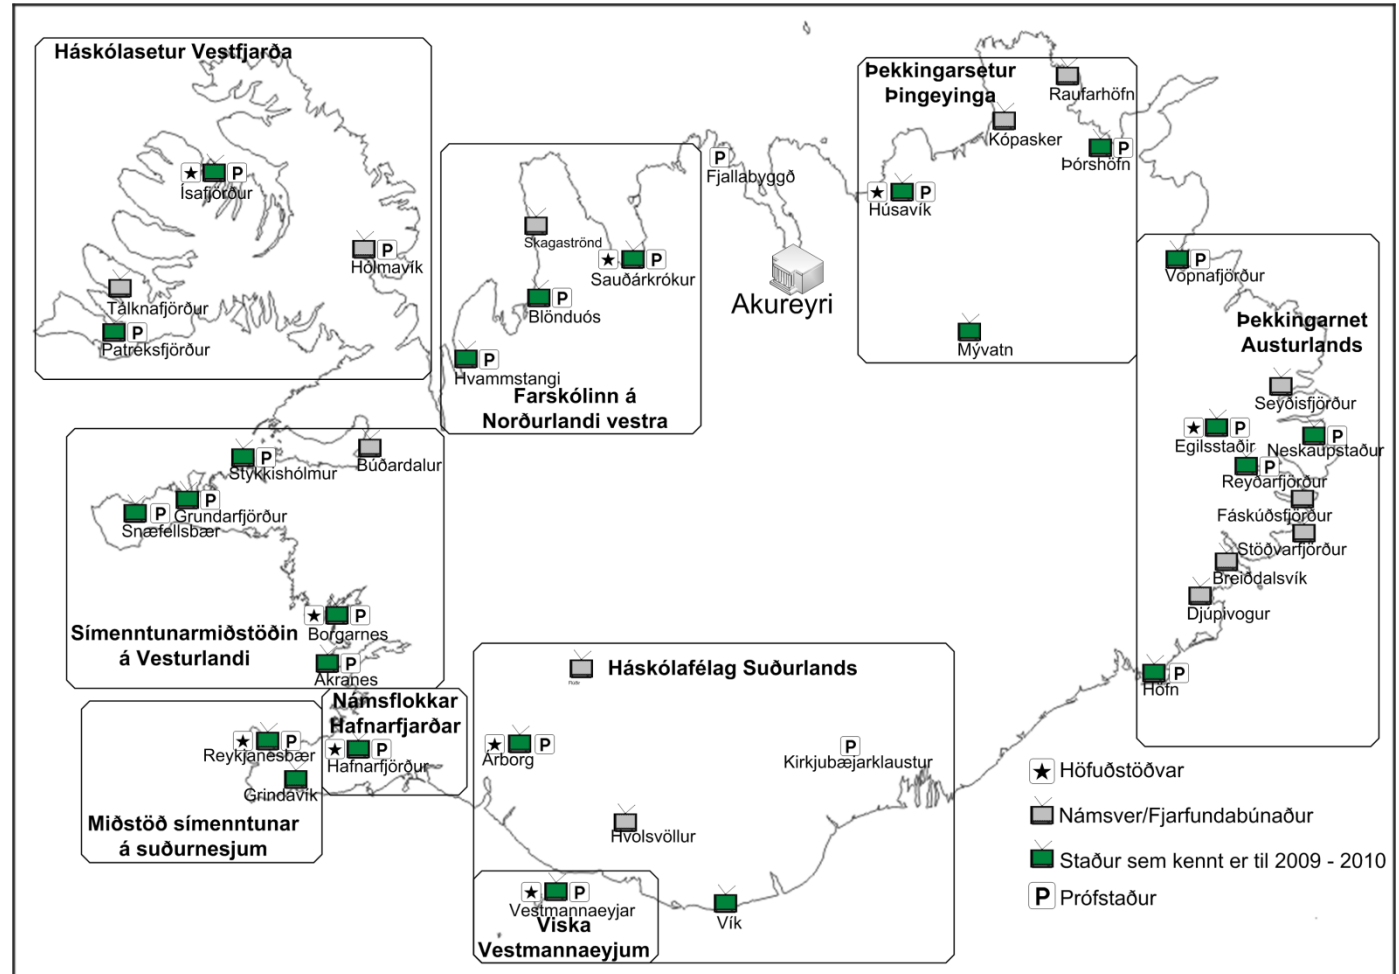 Háskólasetur Vestfjarða
P
Ísafjörður
P
Hólmavík
Tálknafjörður
P
Patreksfjörður
Skagaströnd
P
Sauðárkrókur
P
Blönduós
P
Hvammstangi
Farskólinn á
Norðurlandi vestra
P
Fjallabyggð
Akureyri
Þekkingarsetur
Þingeyinga
Raufarhöfn
Kópasker
P
Þórshöfn
P
Húsavík
Mývatn
P
Vopnafjörður
Þekkingarnet
Austurlands
Seyðisfjörður
P
Egilsstaðir
P
Neskaupstaður
P
Reyðarfjörður
Fáskúðsfjörður
Stöðvarfjörður
Breiðdalsvík
Djúpivogur
P
Höfn
P
Stykkishólmur
Búðardalur
P
Grundarfjörður
P
Snæfellsbær
P
Borgarnes
Símenntunarmiðstöðin
á Vesturlandi
P
Akranes
Námsflokkar
Hafnarfjarðar
P
Hafnarfjörður
P
Reykjanesbær
Grindavík
Miðstöð símenntunar
á suðurnesjum
Háskólafélag Suðurlands
P
Árborg
P
Kirkjubæjarklaustur
Hvolsvöllur
P
Vestmannaeyjar
Viska
Vestmannaeyjum
Vík
Höfuðstöðvar
Námsver/Fjarfundabúnaður
Staður sem kennt er til 2009 - 2010
P Prófstaður